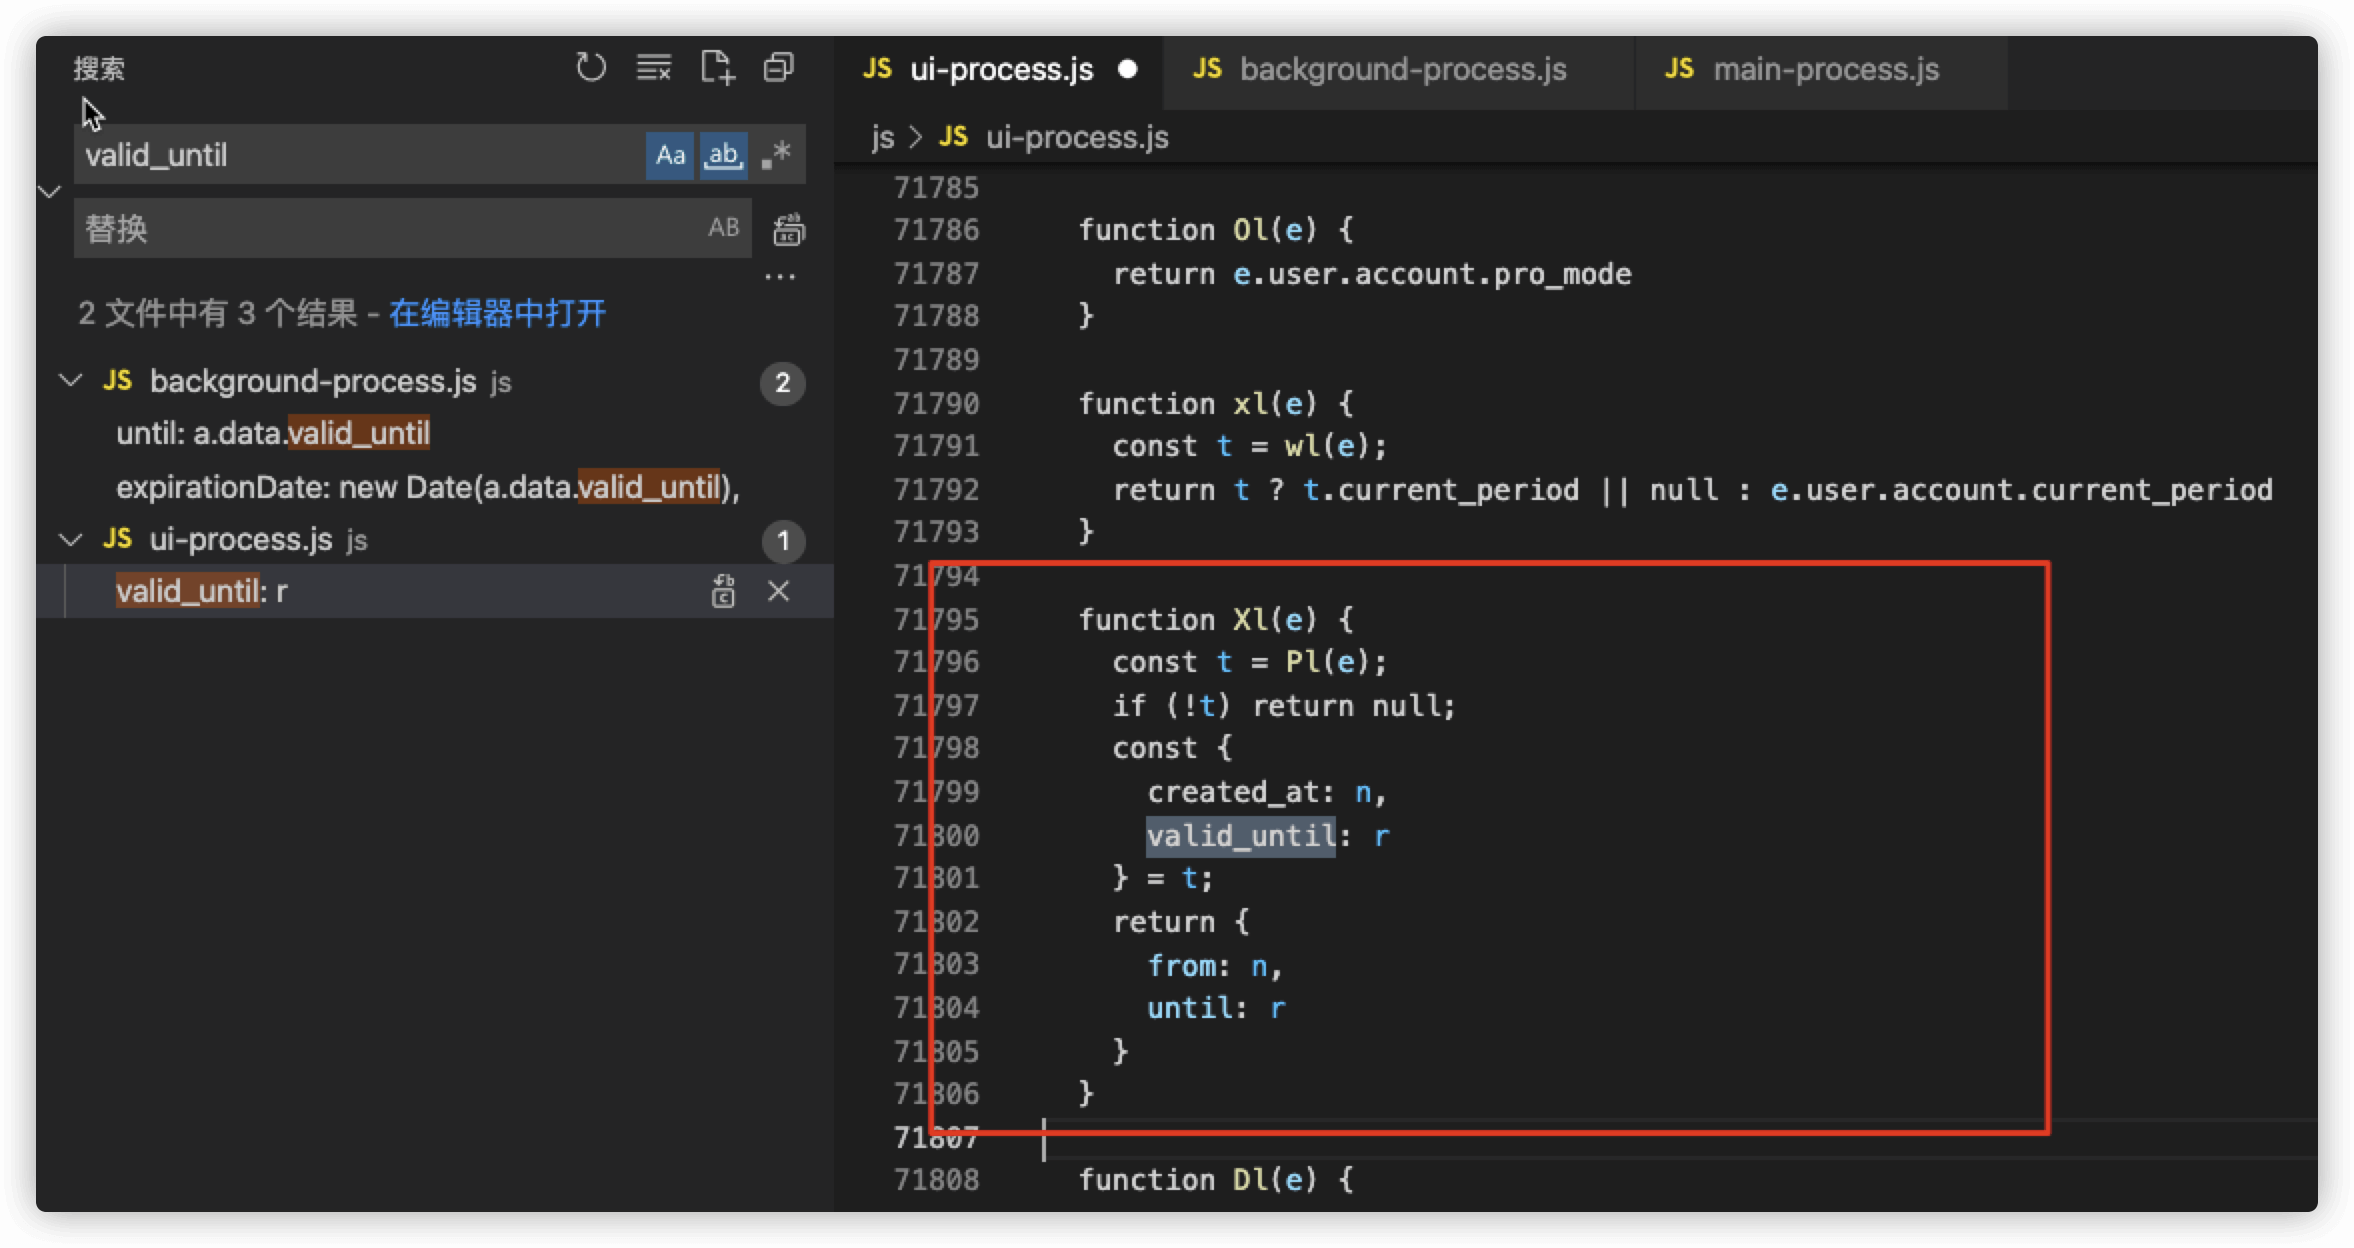 搜索
valid_until
Aa
ab
.*
替换
AB
...
2 文件中有 3 个结果 - 在编辑器中打开
JS background-process.js js 2
until: a.data.valid_until
expirationDate: new Date(a.data.valid_until),
JS ui-process.js js 1
valid_until: r
JS ui-process.js ●
JS background-process.js
JS main-process.js
js > JS ui-process.js
71785
71786 function Ol(e) {
71787 return e.user.account.pro_mode
71788 }
71789
71790 function xl(e) {
71791 const t = wl(e);
71792 return t ? t.current_period || null : e.user.account.current_period
71793 }
71794
71795 function Xl(e) {
71796 const t = Pl(e);
71797 if (!t) return null;
71798 const {
71799 created_at: n,
71800 valid_until: r
71801 } = t;
71802 return {
71803 from: n,
71804 until: r
71805 }
71806 }
71807
71808 function Dl(e) {